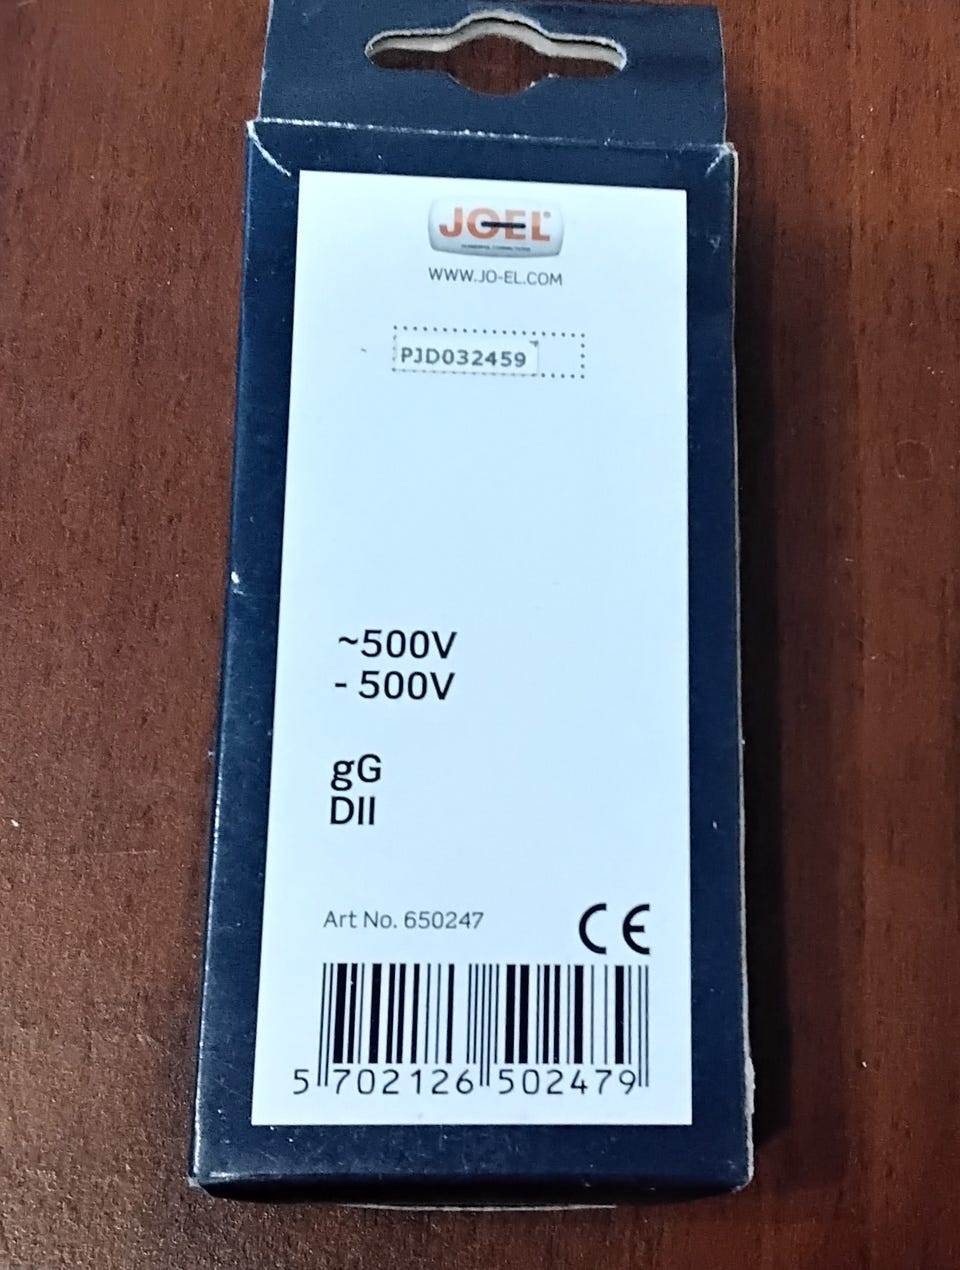 JOEL
WWW.JO-EL.COM
PJD032459
~500V
- 500V
gG
DII
Art No. 650247
CE
5 702126 502479